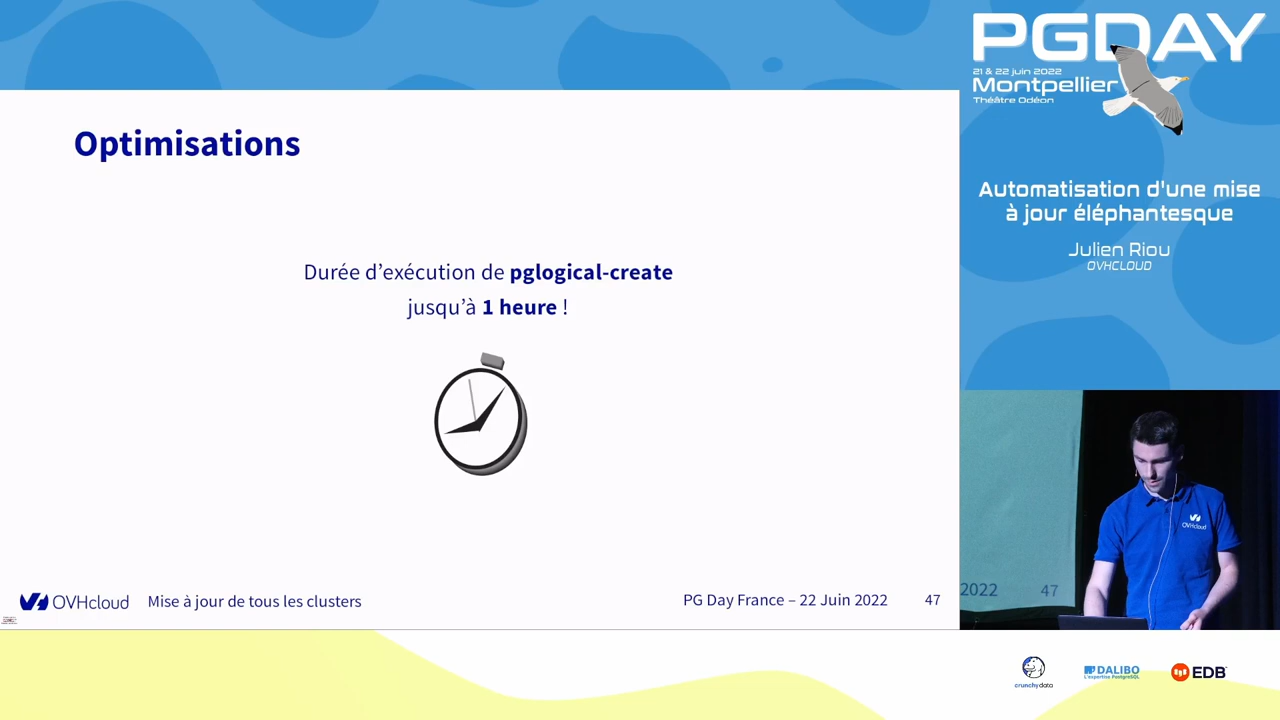 Optimisations
Durée d'exécution de pglogical-create
jusqu'à 1 heure !
OVHcloud
Mise à jour de tous les clusters
PG Day France – 22 Juin 2022
47
PGDAY
21 & 22 juin 2022
Montpellier
Théâtre Odéon
Automatisation d'une mise
à jour éléphantesque
Julien Riou
OVHCLOUD
OVHcloud
2022
47
crunchydata
DALIBO
L'expertise PostgreSQL
EDB